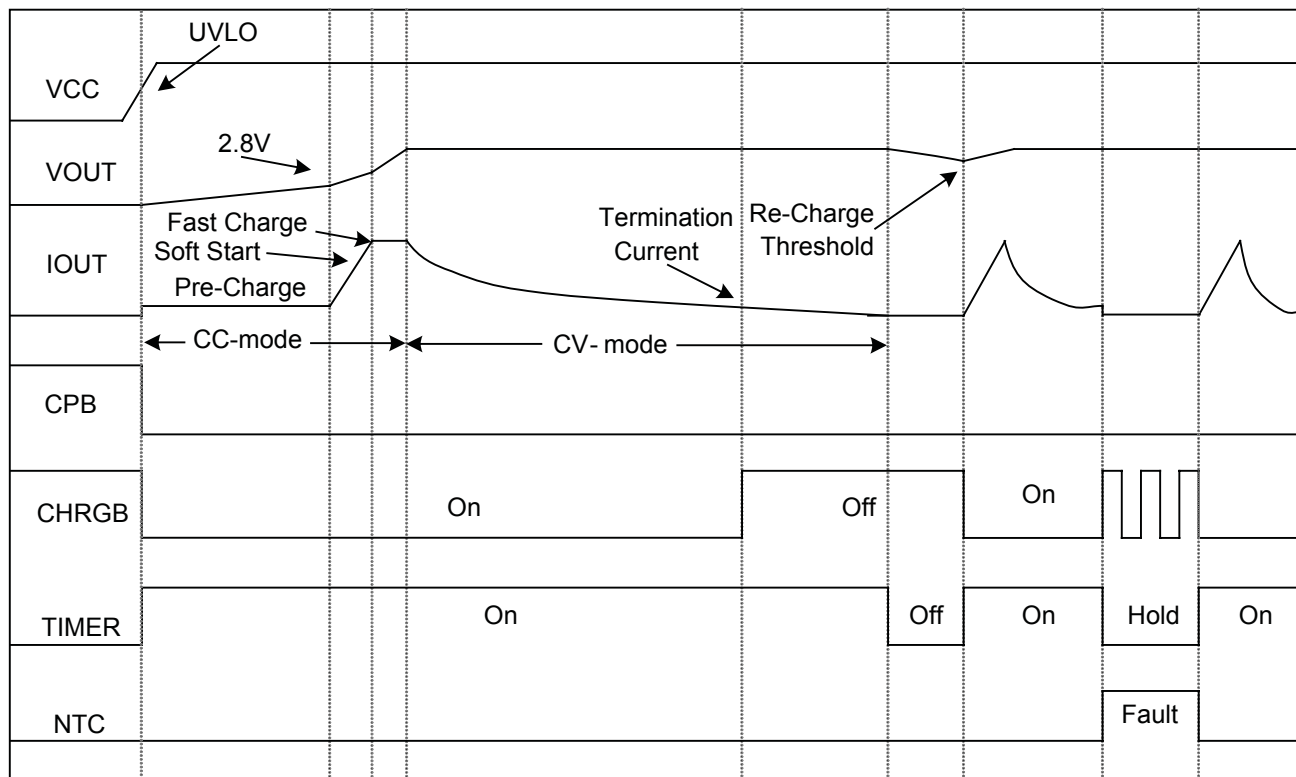 UVLO
VCC
2.8V
VOUT
Fast Charge
Soft Start
Termination
Current
Re-Charge
Threshold
IOUT
Pre-Charge
CC-mode
CV- mode
CPB
CHRGB
On
Off
On
TIMER
On
Off
On
Hold
On
NTC
Fault